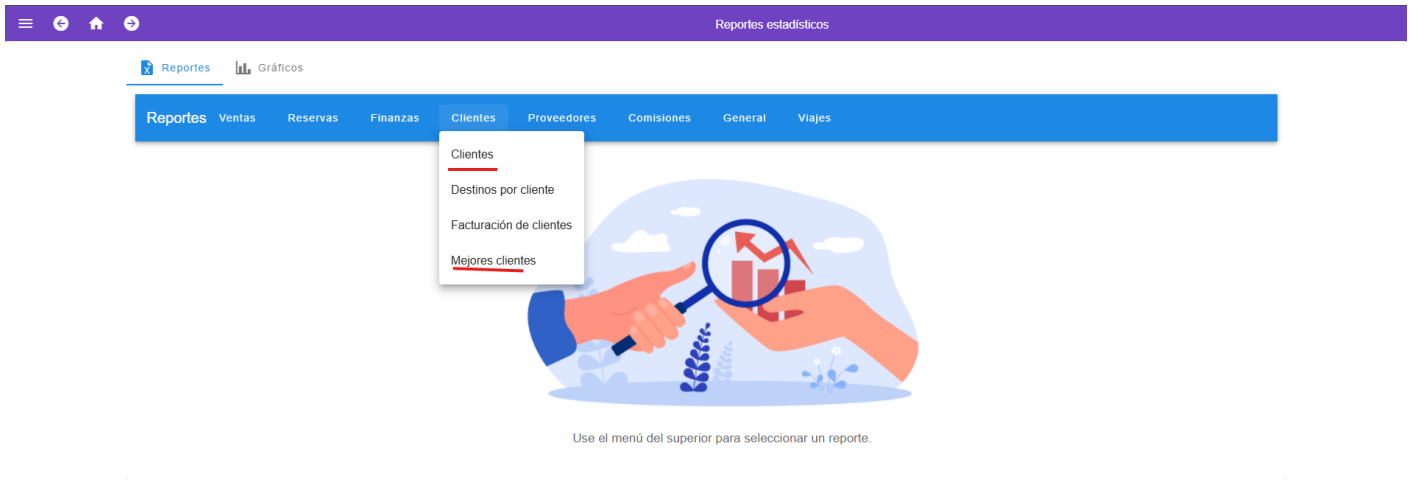 Reportes estadísticos
Reportes Gráficos
Reportes Ventas Reservas Finanzas Clientes Proveedores Comisiones General Viajes
Clientes
Destinos por cliente
Facturación de clientes
Mejores clientes
Use el menú del superior para seleccionar un reporte.